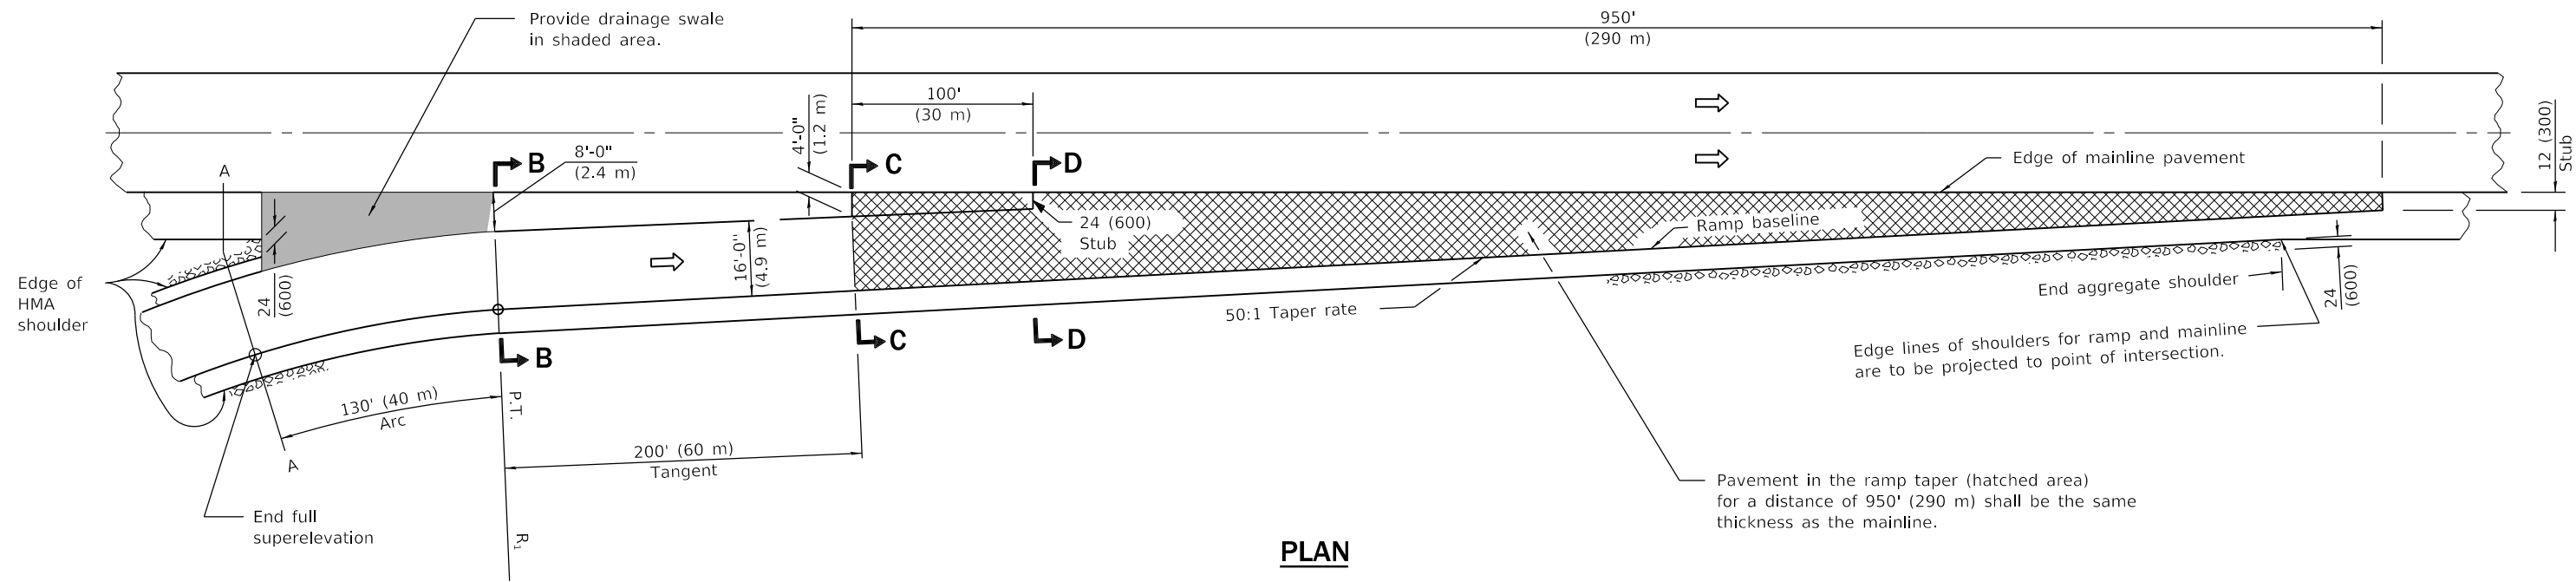 Provide drainage swale
in shaded area.
950'
(290 m)
100'
(30 m)
4'-0"
(1.2 m)
8'-0"
(2.4 m)
B
C
D
12 (300)
Stub
Edge of mainline pavement
A
24 (600)
Stub
Ramp baseline
16'-0"
(4.9 m)
24
(600)
Edge of
HMA
shoulder
End aggregate shoulder
24
(600)
50:1 Taper rate
Edge lines of shoulders for ramp and mainline
are to be projected to point of intersection.
B
C
D
130' (40 m)
Arc
P.T.
A
200' (60 m)
Tangent
R1
End full
superelevation
Pavement in the ramp taper (hatched area)
for a distance of 950' (290 m) shall be the same
thickness as the mainline.
PLAN